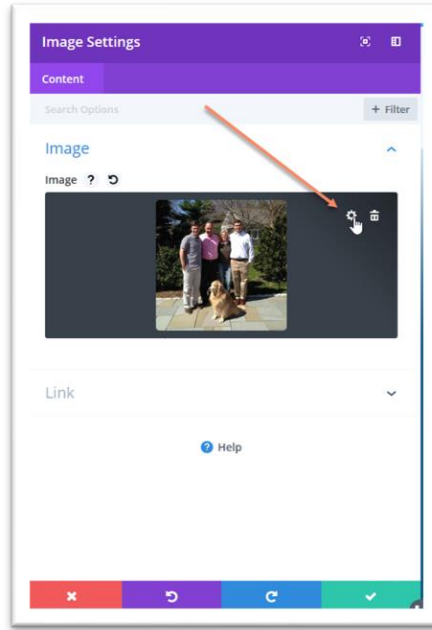 Image Settings
Content
Search Options
+ Filter
Image
Image ?
Link
? Help